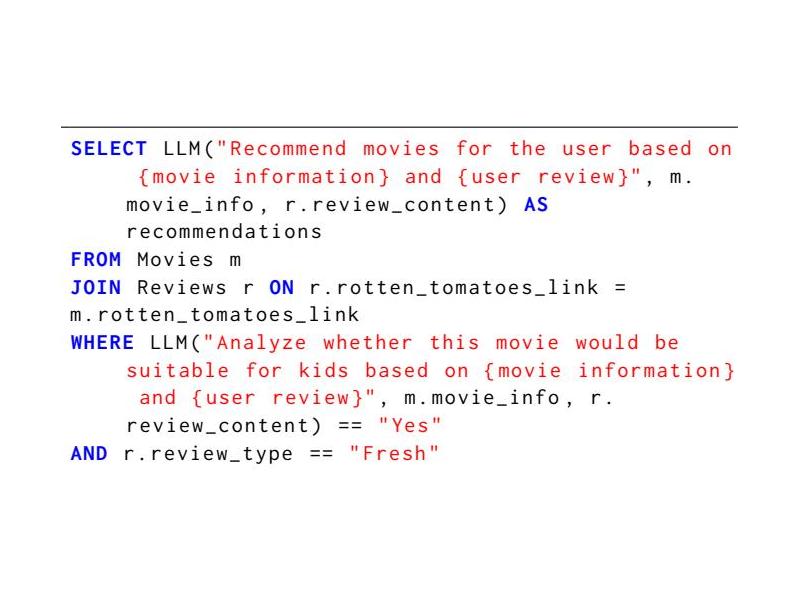 SELECT LLM("Recommend movies for the user based on
{movie information} and {user review}", m.
movie_info, r.review_content) AS
recommendations
FROM Movies m
JOIN Reviews r ON r.rotten_tomatoes_link =
m.rotten_tomatoes_link
WHERE LLM("Analyze whether this movie would be
suitable for kids based on {movie information}
and {user review}", m.movie_info, r.
review_content) == "Yes"
AND r.review_type == "Fresh"